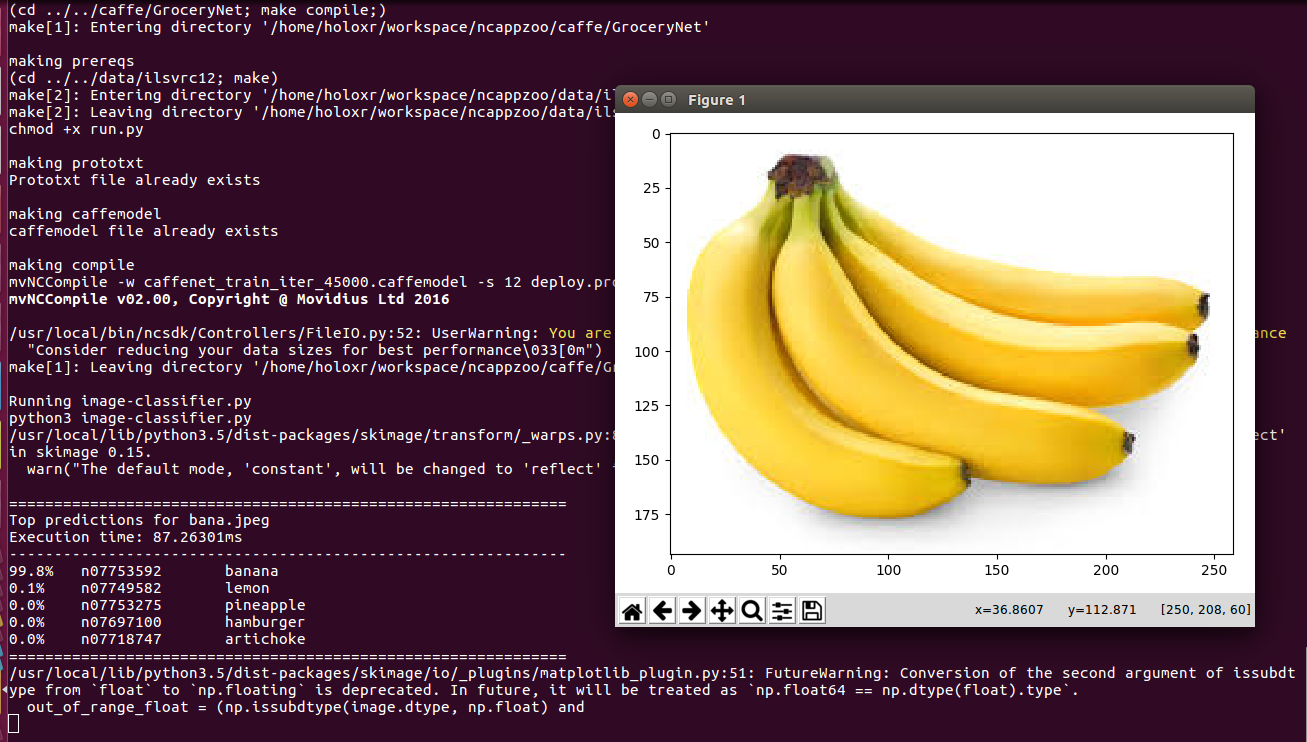 (cd ../../caffe/GroceryNet; make compile;)
make[1]: Entering directory '/home/holoxr/workspace/ncappzoo/caffe/GroceryNet'
making prereqs
(cd ../../data/ilsvrc12; make)
make[2]: Entering directory '/home/holoxr/workspace/ncappzoo/data/il
make[2]: Leaving directory '/home/holoxr/workspace/ncappzoo/data/ils
chmod +x run.py
making prototxt
Prototxt file already exists
making caffemodel
caffemodel file already exists
making compile
mvNCCompile -w caffenet_train_iter_45000.caffemodel -s 12 deploy.pro
mvNCCompile v02.00, Copyright @ Movidius Ltd 2016
/usr/local/bin/ncsdk/Controllers/FileIO.py:52: UserWarning: You are ance
"Consider reducing your data sizes for best performance\033[0m")
make[1]: Leaving directory '/home/holoxr/workspace/ncappzoo/caffe/G
Running image-classifier.py
python3 image-classifier.py
/usr/local/lib/python3.5/dist-packages/skimage/transform/_warps.py: ect'
in skimage 0.15.
warn("The default mode, 'constant', will be changed to 'reflect'
==============================================================
Top predictions for bana.jpeg
Execution time: 87.26301ms
--------------------------------------------------------------
99.8% n07753592 banana
0.1% n07749582 lemon
0.0% n07753275 pineapple
0.0% n07697100 hamburger
0.0% n07718747 artichoke
==============================================================
/usr/local/lib/python3.5/dist-packages/skimage/io/_plugins/matplotlib_plugin.py:51: FutureWarning: Conversion of the second argument of issubdt
ype from `float` to `np.floating` is deprecated. In future, it will be treated as `np.float64 == np.dtype(float).type`.
out_of_range_float = (np.issubdtype(image.dtype, np.float) and
Figure 1
0
25
50
75
100
125
150
175
0 50 100 150 200 250
x=36.8607 y=112.871 [250, 208, 60]